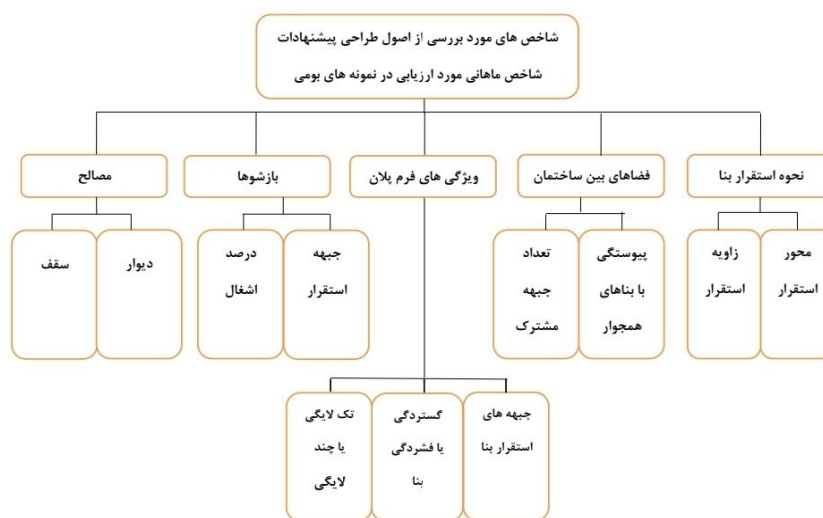 شاخص های مورد بررسی از اصول طراحی پیشنهادات
شاخص ماهانی مورد ارزیابی در نمونه های بومی
نحوه استقرار بنا
فضاهای بین ساختمان
ویژگی های فرم پلان
بازشوها
مصالح
محور
استقرار
زاویه
استقرار
پیوستگی
با بناهای
همجوار
تعداد
جبهه
مشترک
جبهه
استقرار
درصد
اشغال
دیوار
سقف
جبهه های
استقرار بنا
گستردگی
یا فشردگی
بنا
تک لایگی
یا چند
لایگی